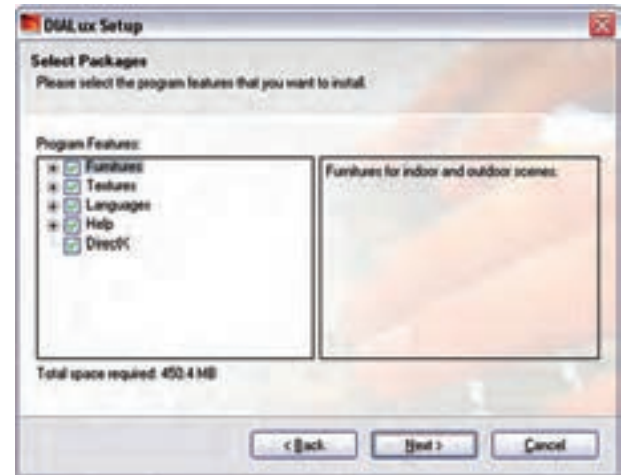 DIALux Setup
Select Packages
Please select the program features that you want to install.
Program Features:
Furnitures
Textures
Languages
Help
DirectX
Furnitures for indoor and outdoor scenes.
Total space required: 450.4 MB
< Back
Next >
Cancel